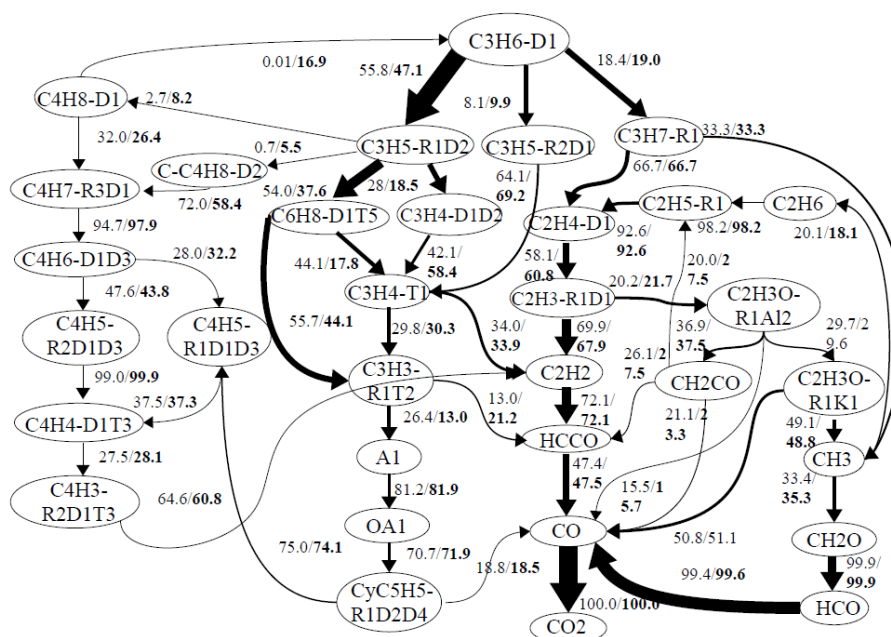 C3H6-D1
0.01/16.9
18.4/19.0
55.8/47.1
C4H8-D1
2.7/8.2
8.1/9.9
C3H5-R1D2
C3H5-R2D1
C3H7-R1
33.3/33.3
32.0/26.4
0.7/5.5
C-C4H8-D2
64.1/
69.2
66.7/66.7
C4H7-R3D1
72.0/58.4
54.0/37.6
28/18.5
C6H8-D1T5
C3H4-D1D2
C2H4-D1
C2H5-R1
C2H6
94.7/97.9
92.6/
92.6
98.2/98.2
20.1/18.1
C4H6-D1D3
28.0/32.2
44.1/17.8
42.1/
58.4
58.1/
60.8
20.0/2
7.5
47.6/43.8
C3H4-T1
C2H3-R1D1
20.2/21.7
C2H3O-
R1Al2
C4H5-
R2D1D3
C4H5-
R1D1D3
55.7/44.1
29.8/30.3
34.0/
33.9
69.9/
67.9
36.9/
37.5
29.7/2
9.6
C3H3-
R1T2
C2H2
26.1/2
7.5
CH2CO
C2H3O-
R1K1
99.0/99.9
37.5/37.3
13.0/
21.2
72.1/
72.1
21.1/2
3.3
49.1/
48.8
C4H4-D1T3
26.4/13.0
HCCO
CH3
27.5/28.1
A1
47.4/
47.5
33.4/
35.3
C4H3-
R2D1T3
64.6/60.8
81.2/81.9
15.5/1
5.7
OA1
CO
50.8/51.1
CH2O
75.0/74.1
70.7/71.9
18.8/18.5
99.4/99.6
99.9/
99.9
CyC5H5-
R1D2D4
100.0/100.0
HCO
CO2